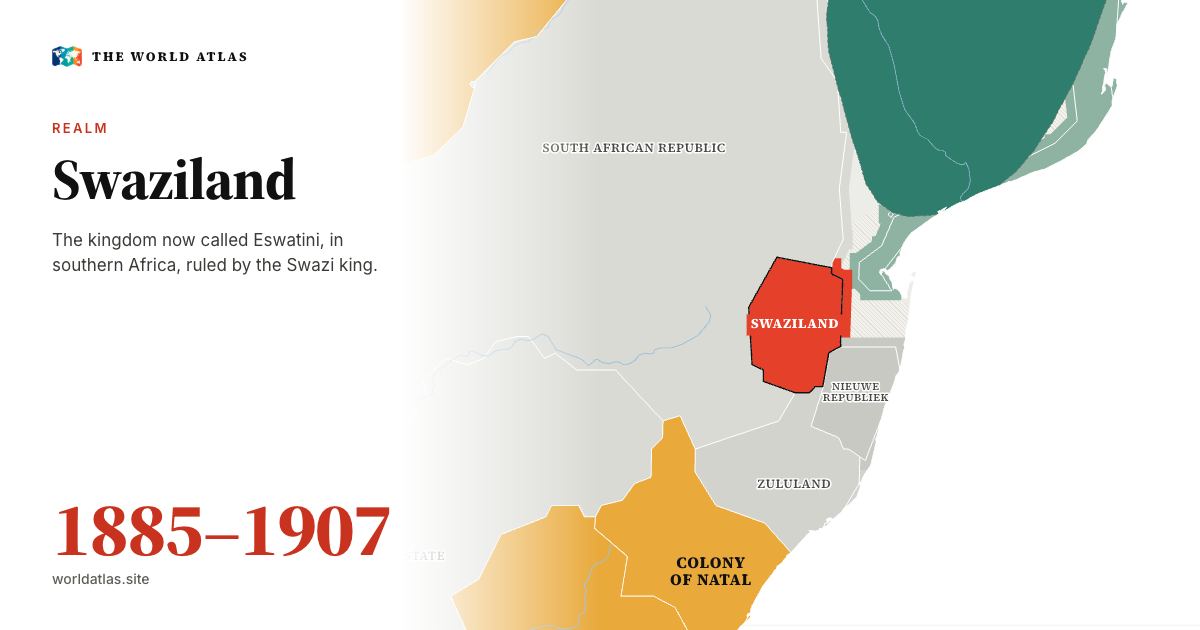 THE WORLD ATLAS
REALM
Swaziland
The kingdom now called Eswatini, in
southern Africa, ruled by the Swazi king.
1885–1907
worldatlas.site
SOUTH AFRICAN REPUBLIC
SWAZILAND
NIEUWE
REPUBLIEK
ZULULAND
STATE
COLONY
OF NATAL